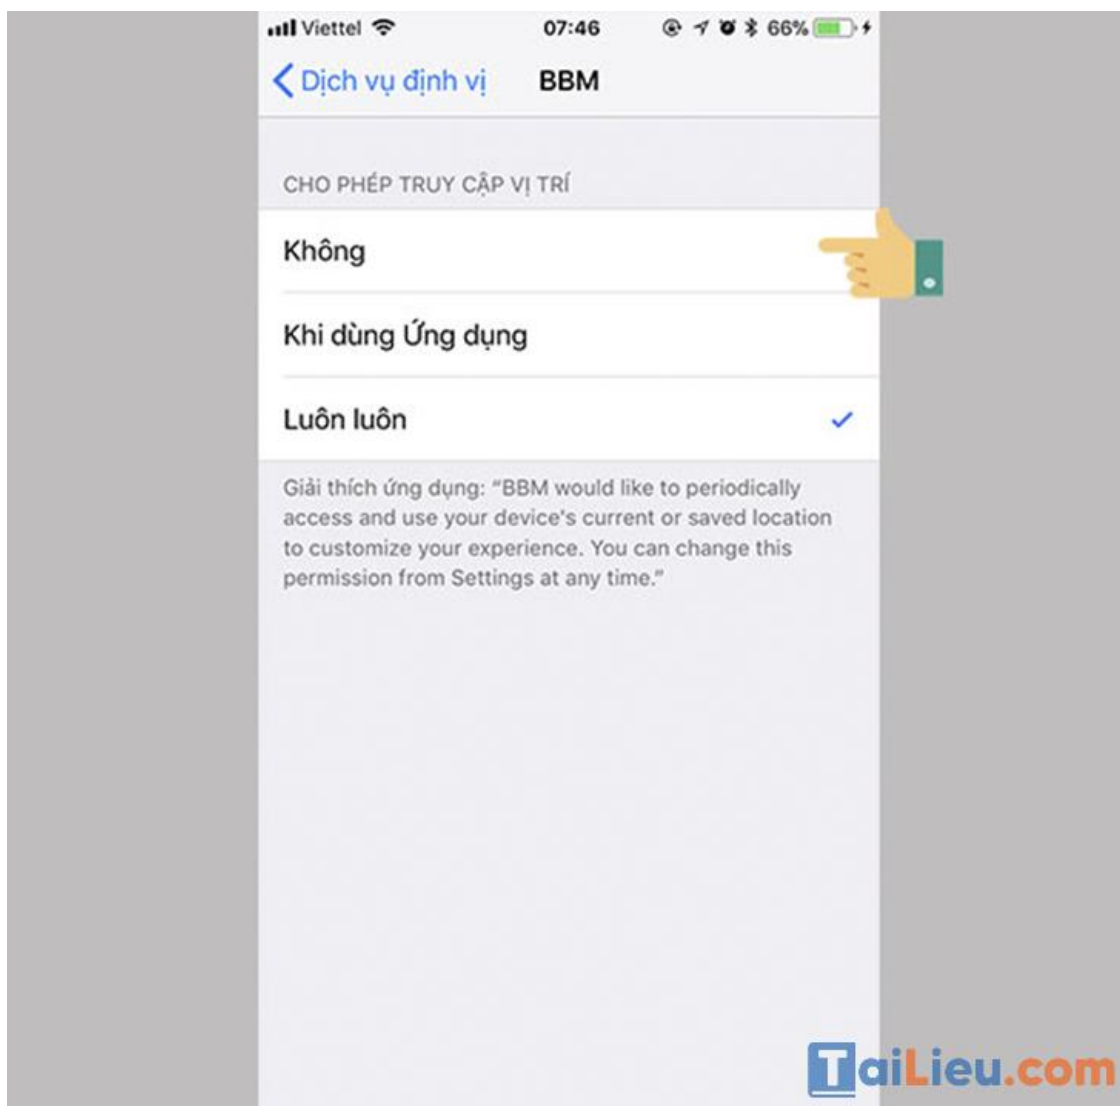 Viettel 07:46 66%
Dịch vụ định vị BBM
CHO PHÉP TRUY CẬP VỊ TRÍ
Không
Khi dùng Ứng dụng
Luôn luôn
Giải thích ứng dụng: “BBM would like to periodically
access and use your device's current or saved location
to customize your experience. You can change this
permission from Settings at any time.”
TaiLieu.com